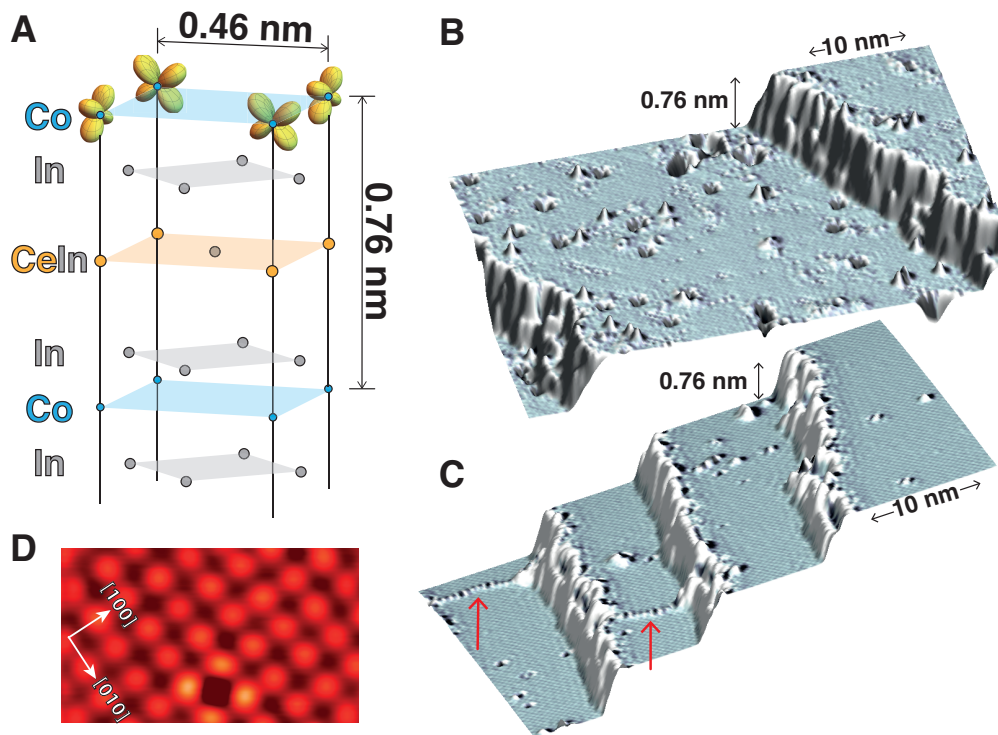 A
0.46 nm
Co
In
CeIn
In
Co
In
0.76 nm
B
10 nm
0.76 nm
0.76 nm
C
10 nm
D
[100]
[010]